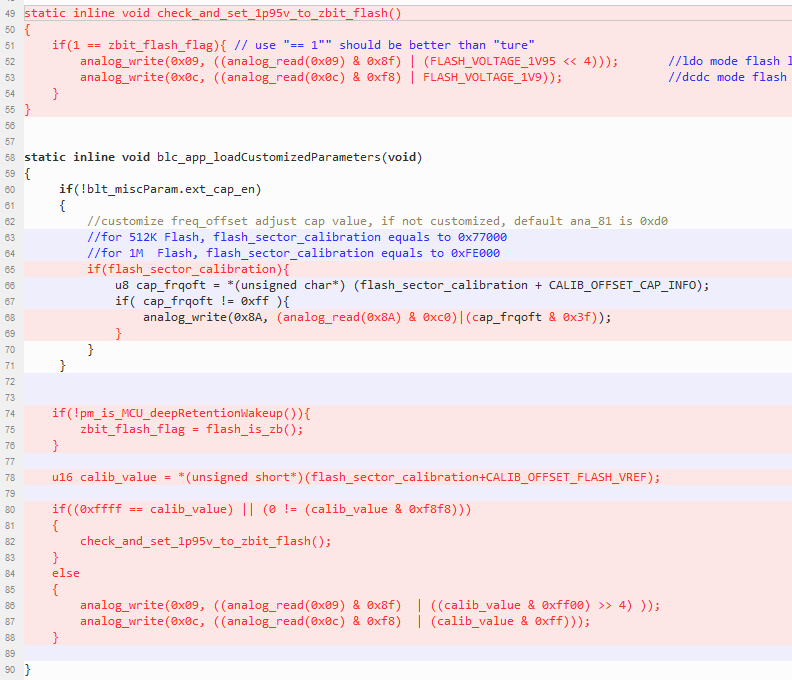 49 static inline void check_and_set_1p95v_to_zbit_flash()
50 {
51     if(1 == zbit_flash_flag){ // use "== 1"" should be better than "ture"
52         analog_write(0x09, ((analog_read(0x09) & 0x8f) | (FLASH_VOLTAGE_1V95 << 4)));       //ldo mode flash l
53         analog_write(0x0c, ((analog_read(0x0c) & 0xf8) | FLASH_VOLTAGE_1V9));               //dcdc mode flash
54     }
55 }
56
57
58 static inline void blc_app_loadCustomizedParameters(void)
59 {
60      if(!blt_miscParam.ext_cap_en)
61      {
62          //customize freq_offset adjust cap value, if not customized, default ana_81 is 0xd0
63          //for 512K Flash, flash_sector_calibration equals to 0x77000
64          //for 1M  Flash, flash_sector_calibration equals to 0xFE000
65          if(flash_sector_calibration){
66              u8 cap_frqoft = *(unsigned char*) (flash_sector_calibration + CALIB_OFFSET_CAP_INFO);
67              if( cap_frqoft != 0xff ){
68                  analog_write(0x8A, (analog_read(0x8A) & 0xc0)|(cap_frqoft & 0x3f));
69              }
70          }
71      }
72
73
74     if(!pm_is_MCU_deepRetentionWakeup()){
75         zbit_flash_flag = flash_is_zb();
76     }
77
78     u16 calib_value = *(unsigned short*)(flash_sector_calibration+CALIB_OFFSET_FLASH_VREF);
79
80     if((0xffff == calib_value) || (0 != (calib_value & 0xf8f8)))
81     {
82         check_and_set_1p95v_to_zbit_flash();
83     }
84     else
85     {
86         analog_write(0x09, ((analog_read(0x09) & 0x8f)  | ((calib_value & 0xff00) >> 4) ));
87         analog_write(0x0c, ((analog_read(0x0c) & 0xf8)  | (calib_value & 0xff)));
88     }
89
90 }